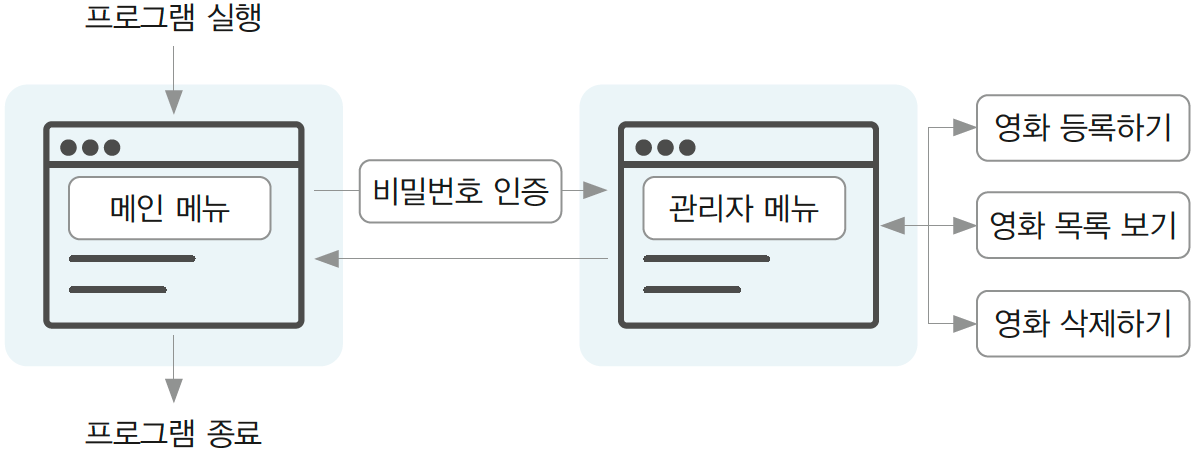 프로그램 실행
메인 메뉴
비밀번호 인증
관리자 메뉴
영화 등록하기
영화 목록 보기
영화 삭제하기
프로그램 종료